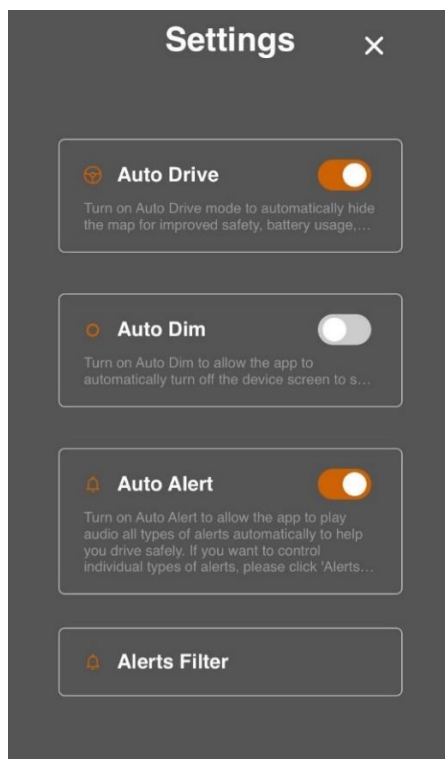 Settings
Auto Drive
Turn on Auto Drive mode to automatically hide
the map for improved safety, battery usage,...
Auto Dim
Turn on Auto Dim to allow the app to
automatically turn off the device screen to s...
Auto Alert
Turn on Auto Alert to allow the app to play
audio all types of alerts automatically to help
you drive safely. If you want to control
individual types of alerts, please click 'Alerts...
Alerts Filter